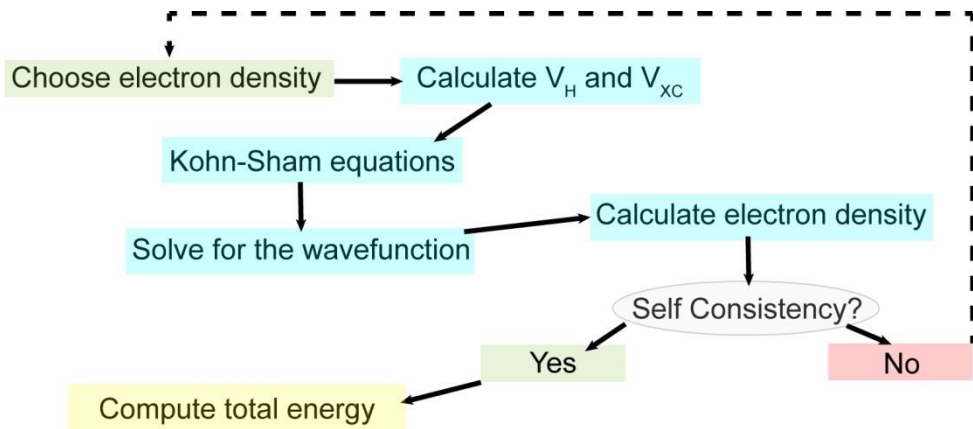 Choose electron density
Calculate V_H and V_XC
Kohn-Sham equations
Calculate electron density
Solve for the wavefunction
Self Consistency?
Yes
No
Compute total energy